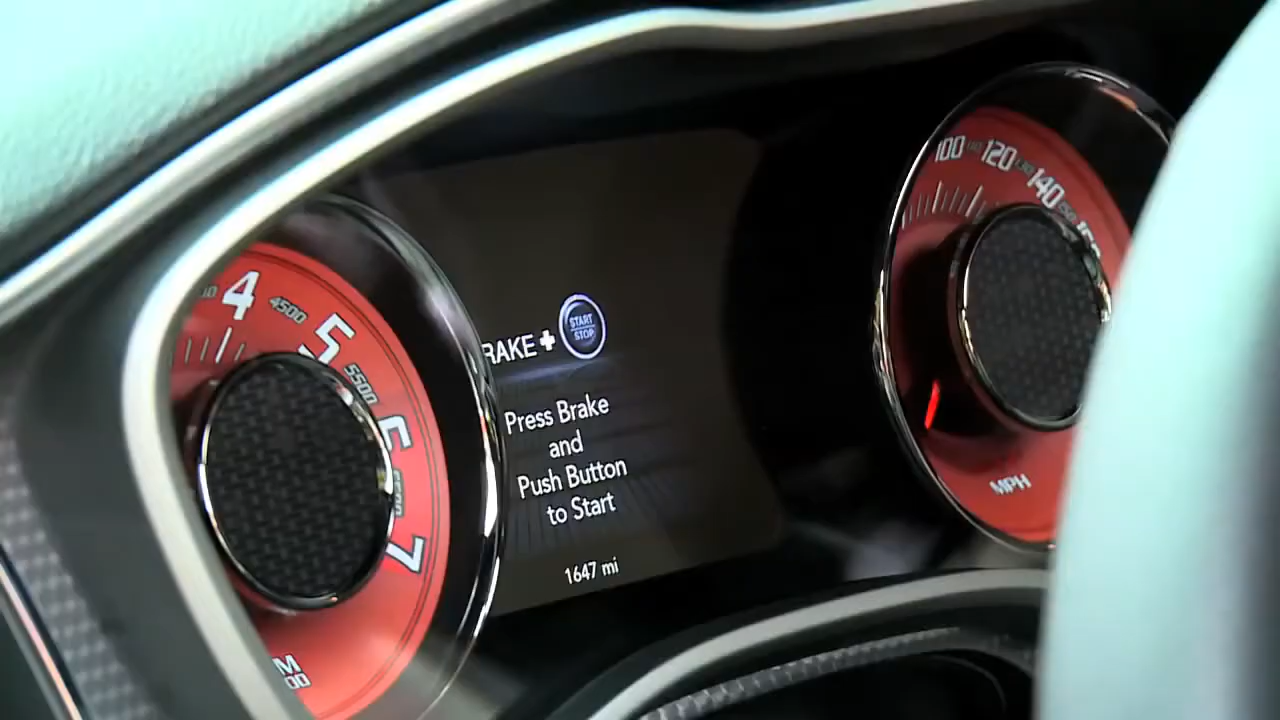 4
4500
5
5500
6
7
RAKE +
START
STOP
Press Brake
and
Push Button
to Start
1647 mi
100
120
140
MPH